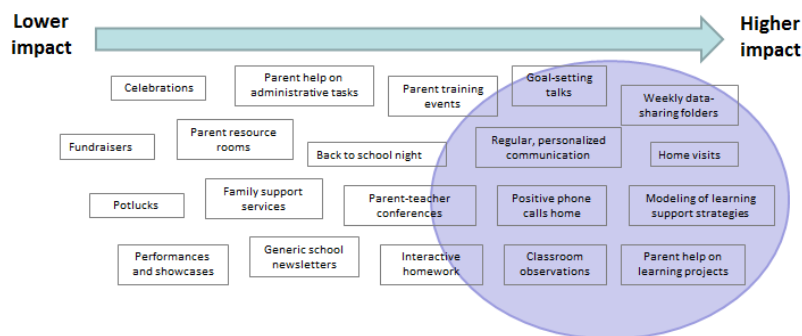 Lower
impact
Higher
impact
Celebrations
Parent help on
administrative tasks
Parent training
events
Goal-setting
talks
Weekly data-
sharing folders
Fundraisers
Parent resource
rooms
Back to school night
Regular, personalized
communication
Home visits
Potlucks
Family support
services
Parent-teacher
conferences
Positive phone
calls home
Modeling of learning
support strategies
Performances
and showcases
Generic school
newsletters
Interactive
homework
Classroom
observations
Parent help on
learning projects